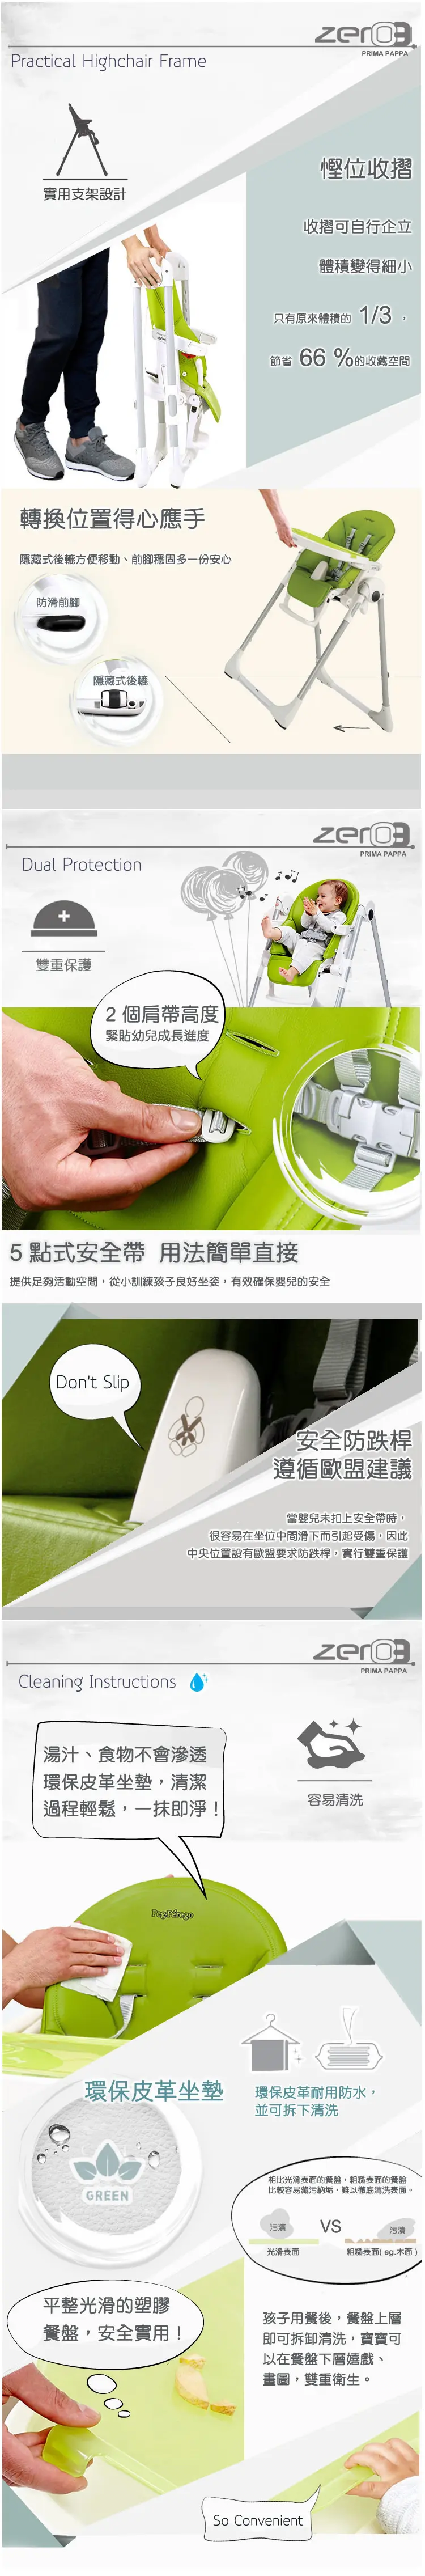 zero3
PRIMA PAPPA
Practical Highchair Frame
實用支架設計
慳位收摺
收摺可自行企立
體積變得細小
只有原來體積的 1/3 ,
節省 66 %的收藏空間
轉換位置得心應手
隱藏式後轆方便移動、前腳穩固多一份安心
防滑前腳
隱藏式後轆
zero3
PRIMA PAPPA
Dual Protection
雙重保護
2 個肩帶高度
緊貼幼兒成長進度
5 點式安全帶 用法簡單直接
提供足夠活動空間,從小訓練孩子良好坐姿,有效確保嬰兒的安全
Don't Slip
安全防跌桿
遵循歐盟建議
當嬰兒未扣上安全帶時,
很容易在坐位中間滑下而引起受傷,因此
中央位置設有歐盟要求防跌桿,實行雙重保護
zero3
PRIMA PAPPA
Cleaning Instructions
湯汁、食物不會滲透
環保皮革坐墊,清潔
過程輕鬆,一抹即淨!
容易清洗
Peg-Pérego
環保皮革坐墊
環保皮革耐用防水,
並可拆下清洗
GREEN
相比光滑表面的餐盤,粗糙表面的餐盤
比較容易藏污納垢,難以徹底清洗表面。
污漬
VS
污漬
光滑表面
粗糙表面( eg.木面 )
平整光滑的塑膠
餐盤,安全實用!
孩子用餐後,餐盤上層
即可拆卸清洗,寶寶可
以在餐盤下層嬉戲、
畫圖,雙重衛生。
So Convenient